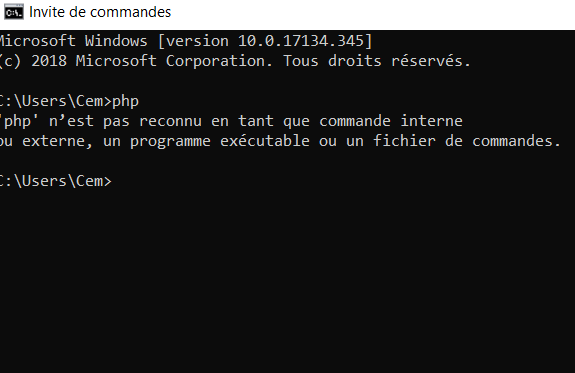 Invite de commandes
Microsoft Windows [version 10.0.17134.345]
(c) 2018 Microsoft Corporation. Tous droits réservés.
C:\Users\Cem>php
'php' n’est pas reconnu en tant que commande interne
ou externe, un programme exécutable ou un fichier de commandes.
C:\Users\Cem>